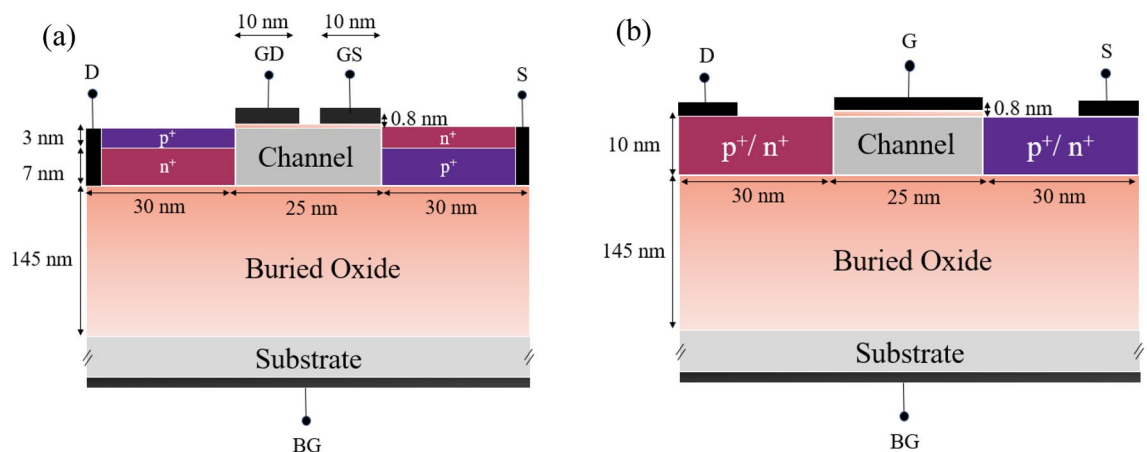 (a)
10 nm
10 nm
GD
GS
D
S
0.8 nm
3 nm
p+
n+
Channel
7 nm
n+
p+
30 nm
25 nm
30 nm
145 nm
Buried Oxide
Substrate
BG
(b)
D
G
S
0.8 nm
10 nm
p+/ n+
Channel
p+/ n+
30 nm
25 nm
30 nm
145 nm
Buried Oxide
Substrate
BG